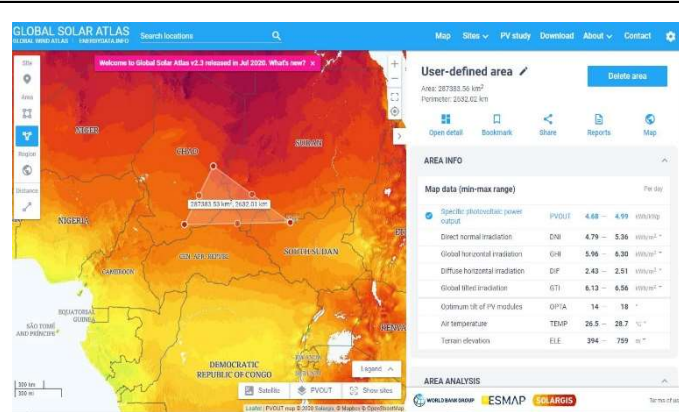 GLOBAL SOLAR ATLAS
GLOBAL WIND ATLAS ENERGYDATA.INFO
Search locations
Map Sites PV study Download About Contact
Welcome to Global Solar Atlas v2.3 released in Jul 2020. What's new? ×
Site
Area
Region
Distance
NIGER
CHAD
SUDAN
287383.53 km², 2632.01 km
NIGERIA
CEN. AFR. REPUBL.
SOUTH SUDAN
CAMEROON
EQUATORIAL
GUINEA
SÃO TOMÉ
AND PRÍNCIPE
DEMOCRATIC
REPUBLIC OF CONGO
Legend
Satellite PVOUT Show sites
300 km
300 mi
Leaflet | PVOUT map © 2020 Solargis, © Mapbox © OpenStreetMap
User-defined area
Delete area
Area: 287383.56 km²
Perimeter: 2632.02 km
Open detail Bookmark Share Reports Map
AREA INFO
Map data (min-max range) Per day
Specific photovoltaic power output PVOUT 4.68 – 4.99 kWh/kWp
Direct normal irradiation DNI 4.79 – 5.36 kWh/m²
Global horizontal irradiation GHI 5.96 – 6.30 kWh/m²
Diffuse horizontal irradiation DIF 2.43 – 2.51 kWh/m²
Global tilted irradiation GTI 6.13 – 6.56 kWh/m²
Optimum tilt of PV modules OPTA 14 – 18 °
Air temperature TEMP 26.5 – 28.7 °C
Terrain elevation ELE 394 – 759 m
AREA ANALYSIS
WORLD BANK GROUP ESMAP SOLARGIS Terms of us